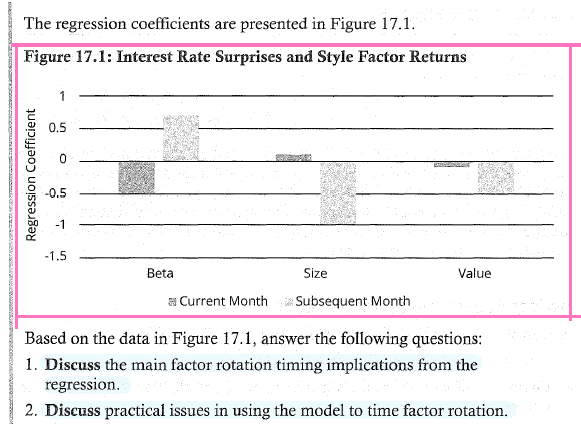 The regression coefficients are presented in Figure 17.1.
Figure 17.1: Interest Rate Surprises and Style Factor Returns
Regression Coefficient
1
0.5
0
-0.5
-1
-1.5
Beta Size Value
Current Month Subsequent Month
Based on the data in Figure 17.1, answer the following questions:
1. Discuss the main factor rotation timing implications from the
regression.
2. Discuss practical issues in using the model to time factor rotation.